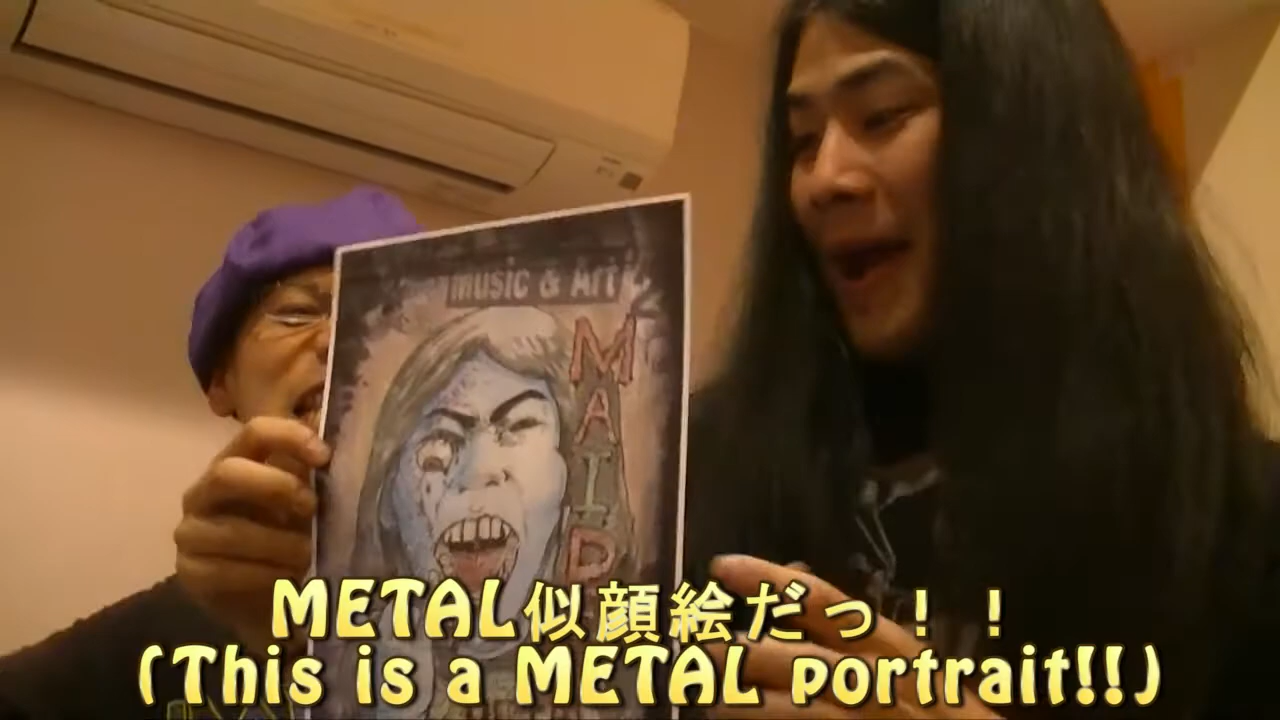 music & Art
MAID
METAL似顔絵だっ！！
(This is a METAL portrait!!)